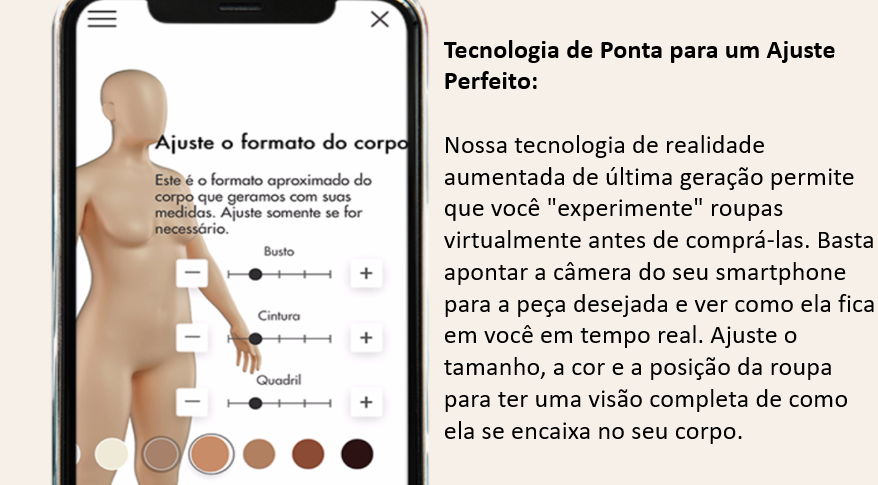 Ajuste o formato do corpo
Este é o formato aproximado do
corpo que geramos com suas
medidas. Ajuste somente se for
necessário.
Busto
Cintura
Quadril
Tecnologia de Ponta para um Ajuste
Perfeito:
Nossa tecnologia de realidade
aumentada de última geração permite
que você "experimente" roupas
virtualmente antes de comprá-las. Basta
apontar a câmera do seu smartphone
para a peça desejada e ver como ela fica
em você em tempo real. Ajuste o
tamanho, a cor e a posição da roupa
para ter uma visão completa de como
ela se encaixa no seu corpo.